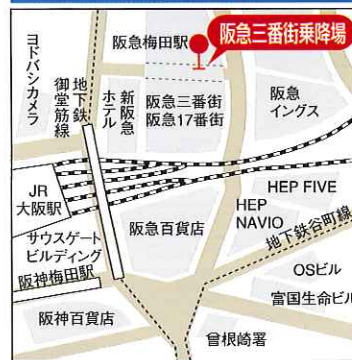 阪急三番街乗降場
阪急梅田駅
ヨドバシカメラ
地下鉄
御堂筋線
新阪急
ホテル
阪急三番街
阪急17番街
阪急
イングス
JR
大阪駅
HEP FIVE
HEP
NAVIO
阪急百貨店
地下鉄谷町線
サウスゲート
ビルディング
阪神梅田駅
OSビル
富国生命ビル
阪神百貨店
曾根崎署